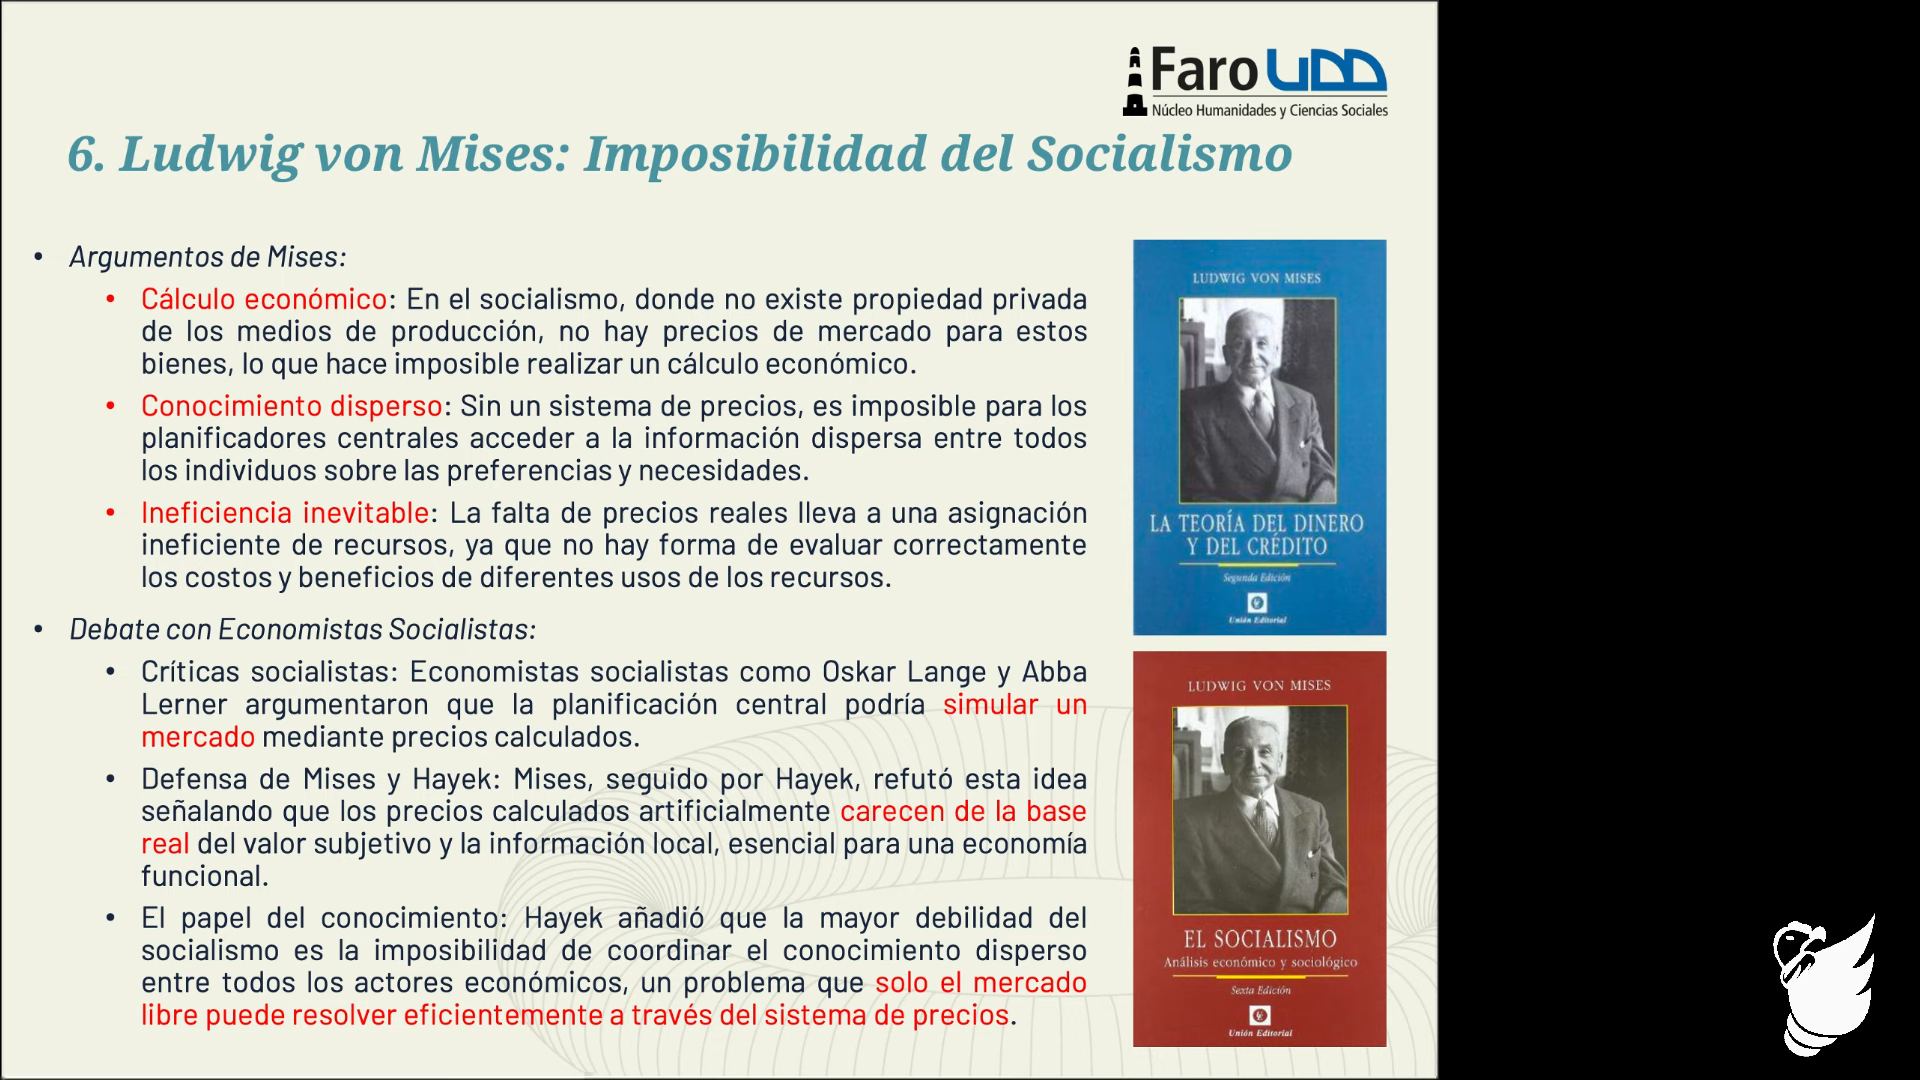 Faro UDD
Núcleo Humanidades y Ciencias Sociales
6. Ludwig von Mises: Imposibilidad del Socialismo
• Argumentos de Mises:
• Cálculo económico: En el socialismo, donde no existe propiedad privada
de los medios de producción, no hay precios de mercado para estos
bienes, lo que hace imposible realizar un cálculo económico.
• Conocimiento disperso: Sin un sistema de precios, es imposible para los
planificadores centrales acceder a la información dispersa entre todos
los individuos sobre las preferencias y necesidades.
• Ineficiencia inevitable: La falta de precios reales lleva a una asignación
ineficiente de recursos, ya que no hay forma de evaluar correctamente
los costos y beneficios de diferentes usos de los recursos.
• Debate con Economistas Socialistas:
• Críticas socialistas: Economistas socialistas como Oskar Lange y Abba
Lerner argumentaron que la planificación central podría simular un
mercado mediante precios calculados.
• Defensa de Mises y Hayek: Mises, seguido por Hayek, refutó esta idea
señalando que los precios calculados artificialmente carecen de la base
real del valor subjetivo y la información local, esencial para una economía
funcional.
• El papel del conocimiento: Hayek añadió que la mayor debilidad del
socialismo es la imposibilidad de coordinar el conocimiento disperso
entre todos los actores económicos, un problema que solo el mercado
libre puede resolver eficientemente a través del sistema de precios.
LUDWIG VON MISES
LA TEORÍA DEL DINERO
Y DEL CRÉDITO
Segunda Edición
Unión Editorial
LUDWIG VON MISES
EL SOCIALISMO
Análisis económico y sociológico
Sexta Edición
Unión Editorial